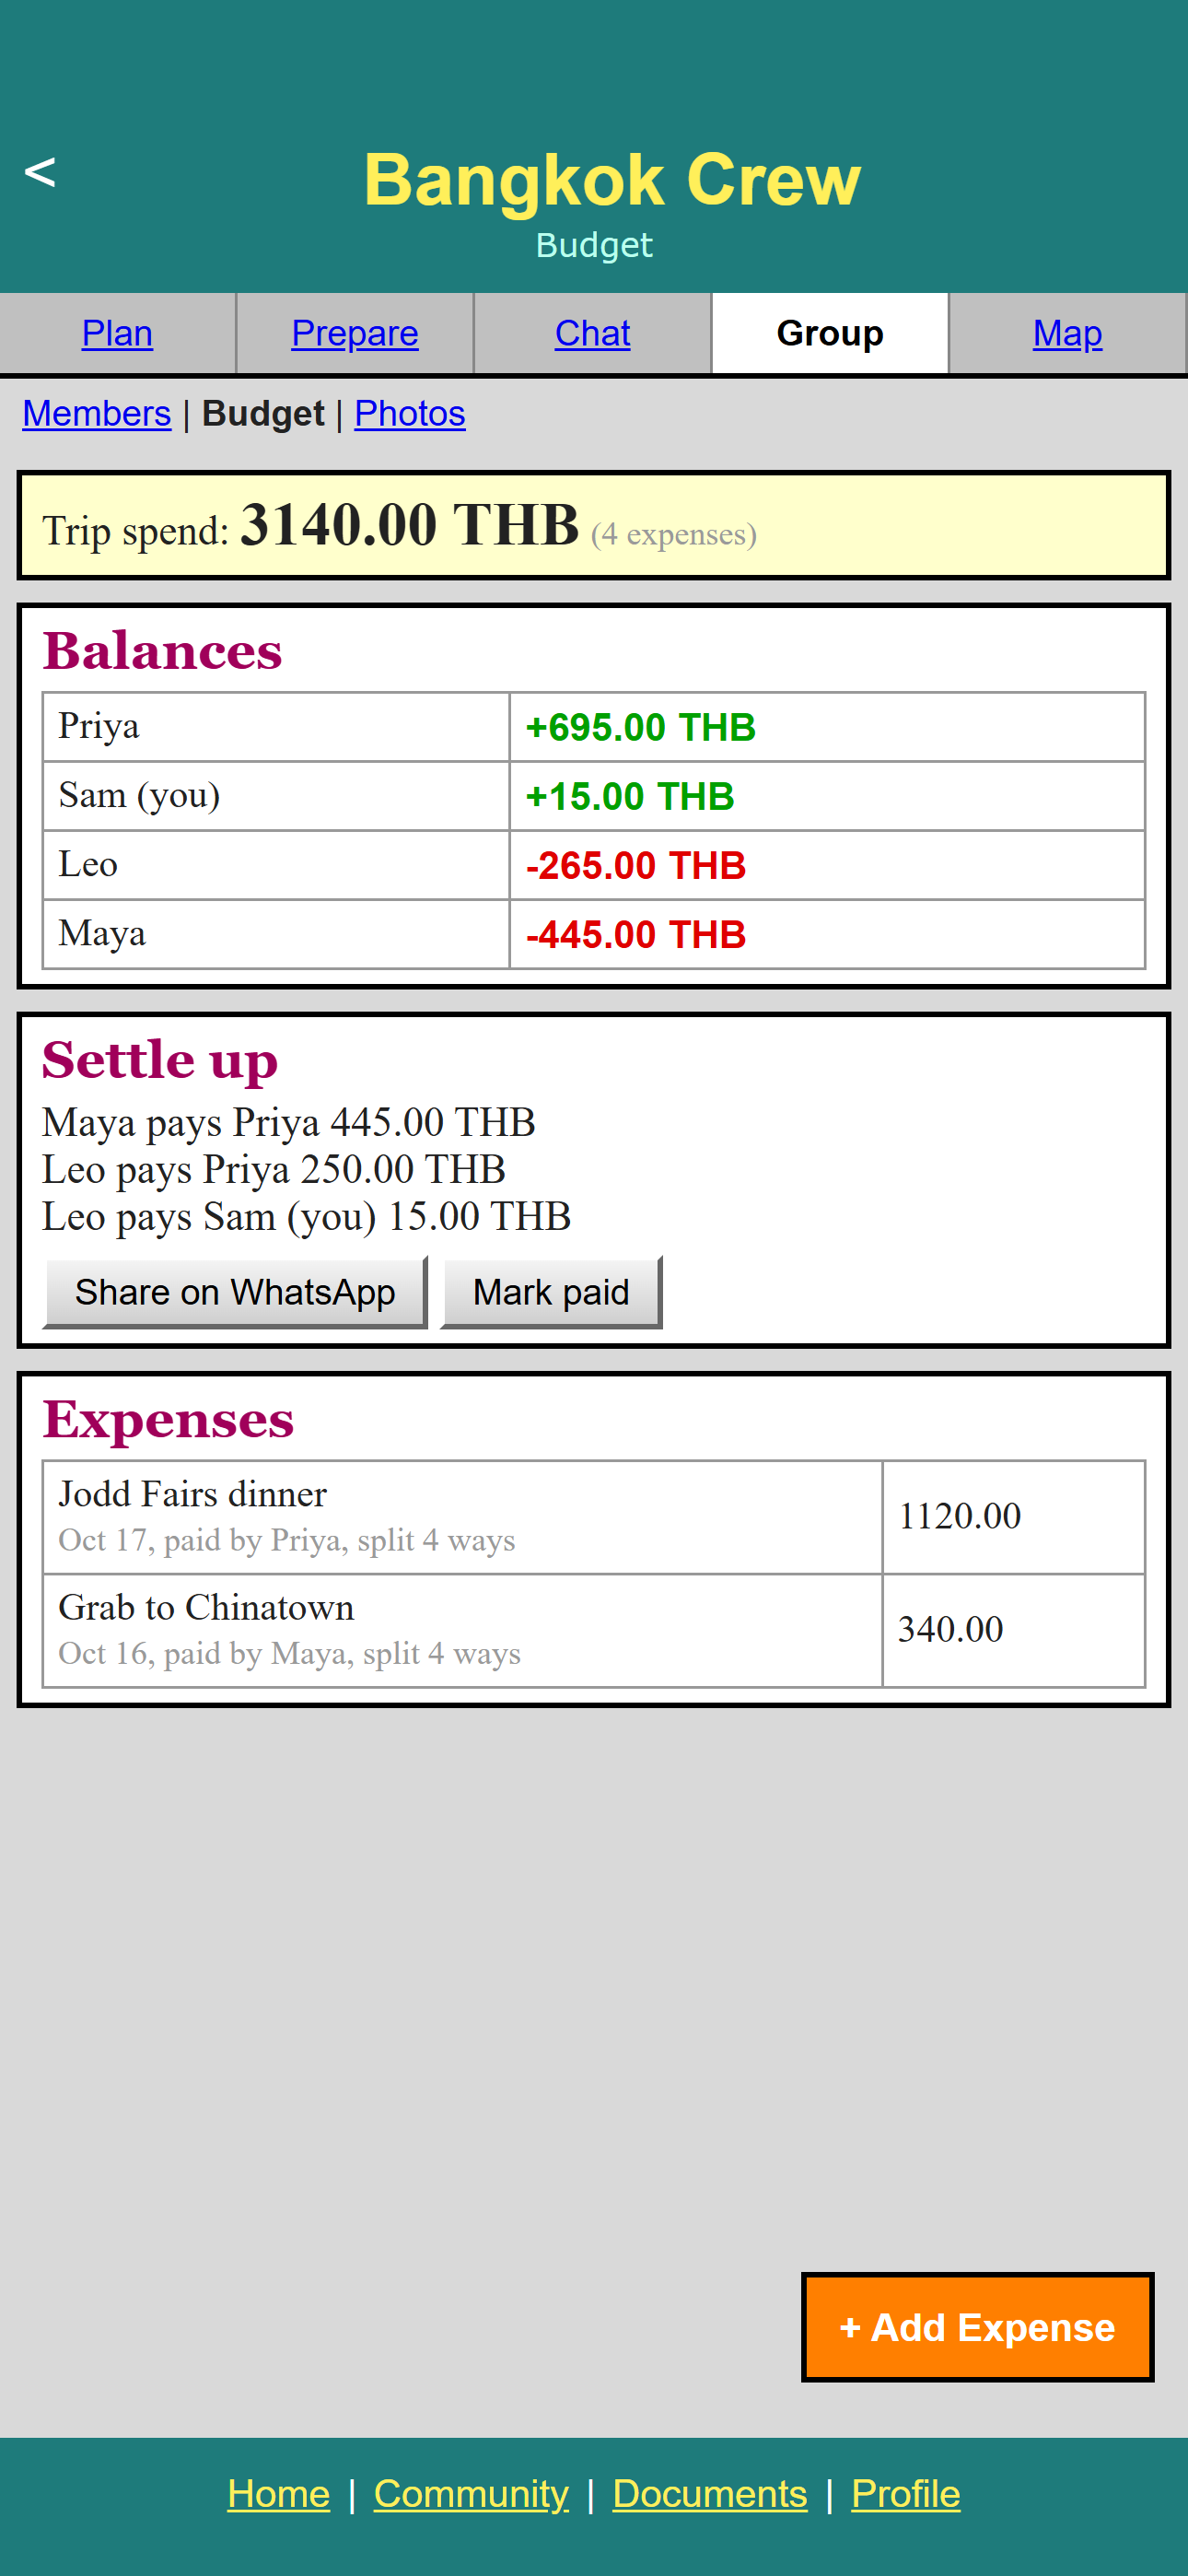 <
Bangkok Crew
Budget
Plan
Prepare
Chat
Group
Map
Members | Budget | Photos
Trip spend: 3140.00 THB (4 expenses)
Balances
Priya +695.00 THB
Sam (you) +15.00 THB
Leo -265.00 THB
Maya -445.00 THB
Settle up
Maya pays Priya 445.00 THB
Leo pays Priya 250.00 THB
Leo pays Sam (you) 15.00 THB
Share on WhatsApp
Mark paid
Expenses
Jodd Fairs dinner
Oct 17, paid by Priya, split 4 ways
1120.00
Grab to Chinatown
Oct 16, paid by Maya, split 4 ways
340.00
+ Add Expense
Home | Community | Documents | Profile